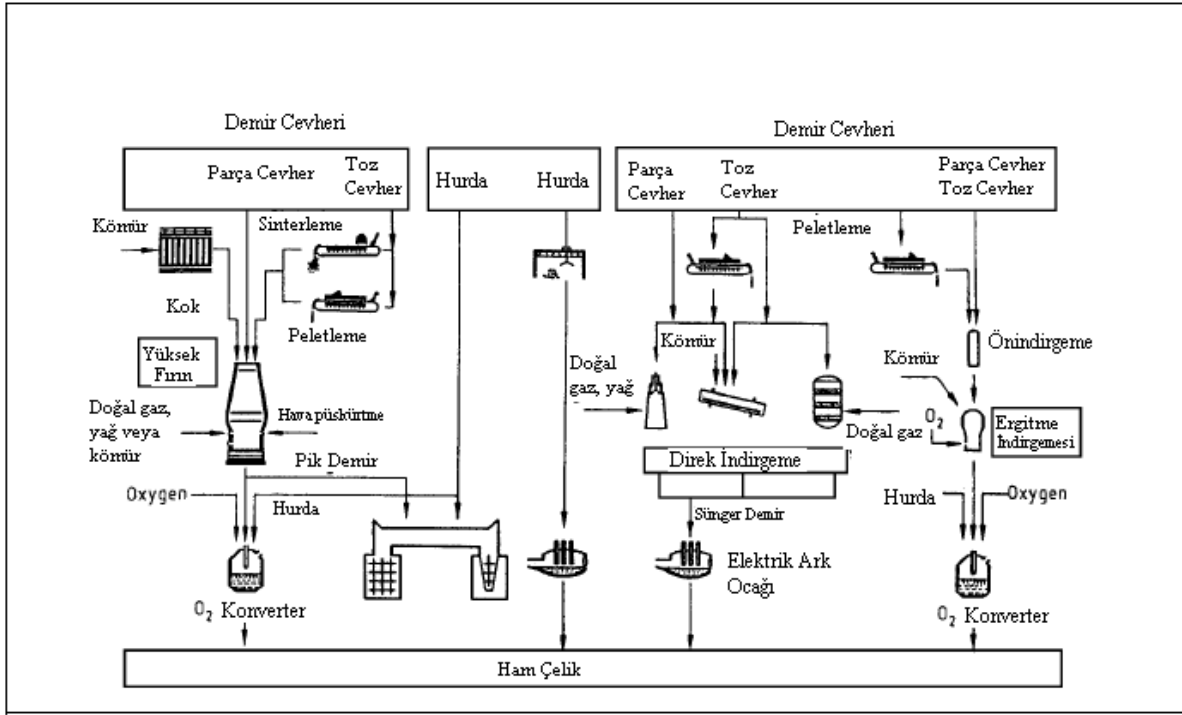 Demir Cevheri
Demir Cevheri
Parça Cevher
Toz
Cevher
Hurda
Hurda
Parça
Cevher
Toz
Cevher
Parça Cevher
Toz Cevher
Kömür
Sinterleme
Peletleme
Kok
Peletleme
Yüksek
Fırın
Kömür
Önindirgeme
Doğal
gaz, yağ
Kömür
Doğal gaz,
yağ veya
kömür
Hava püskürtme
Doğal gaz
O2
Ergitme
İndirgemesi
Pik Demir
Direk İndirgeme
Oxygen
Hurda
Sünger Demir
Hurda
Oxygen
Elektrik Ark
Ocağı
O2 Konverter
O2 Konverter
Ham Çelik